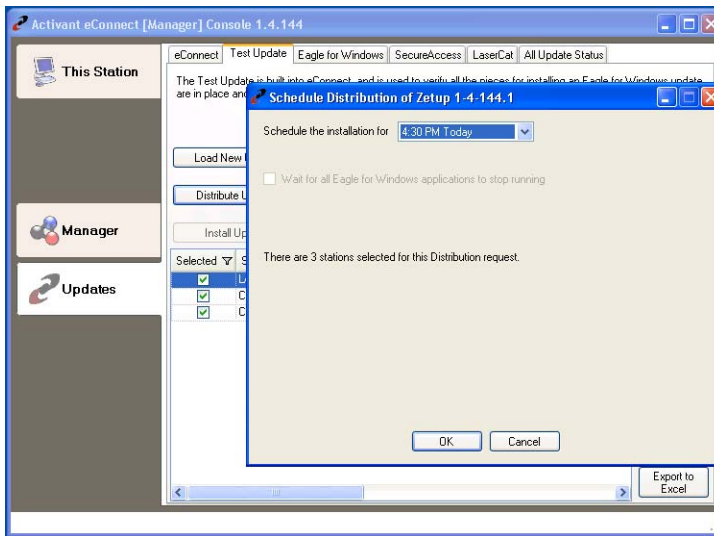 Activant eConnect [Manager] Console 1.4.144
This Station
Manager
Updates
eConnect Test Update Eagle for Windows SecureAccess LaserCat All Update Status
The Test Update is built into eConnect, and is used to verify all the pieces for installing an Eagle for Windows update
are in place and
Load New
Distribute U
Install Up
Selected S
L
C
C
Schedule Distribution of Zetup 1-4-144.1
Schedule the installation for 4:30 PM Today
Wait for all Eagle for Windows applications to stop running
There are 3 stations selected for this Distribution request.
OK Cancel
Export to
Excel